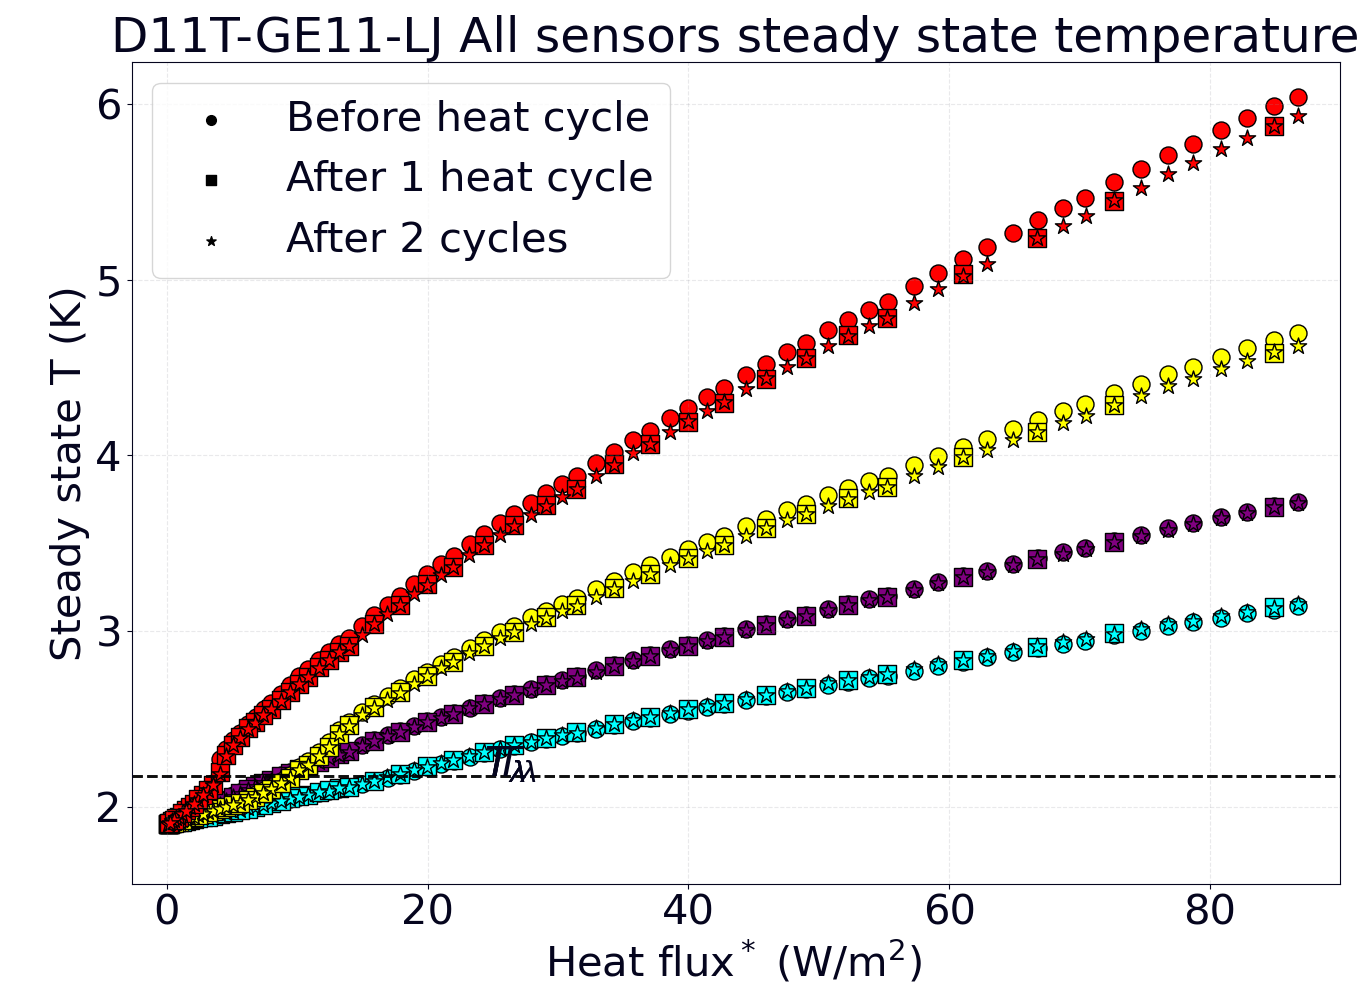 D11T-GE11-LJ All sensors steady state temperature
Before heat cycle
After 1 heat cycle
After 2 cycles
Steady state T (K)
6
5
4
3
2
T_λ
0 20 40 60 80
Heat flux* (W/m²)